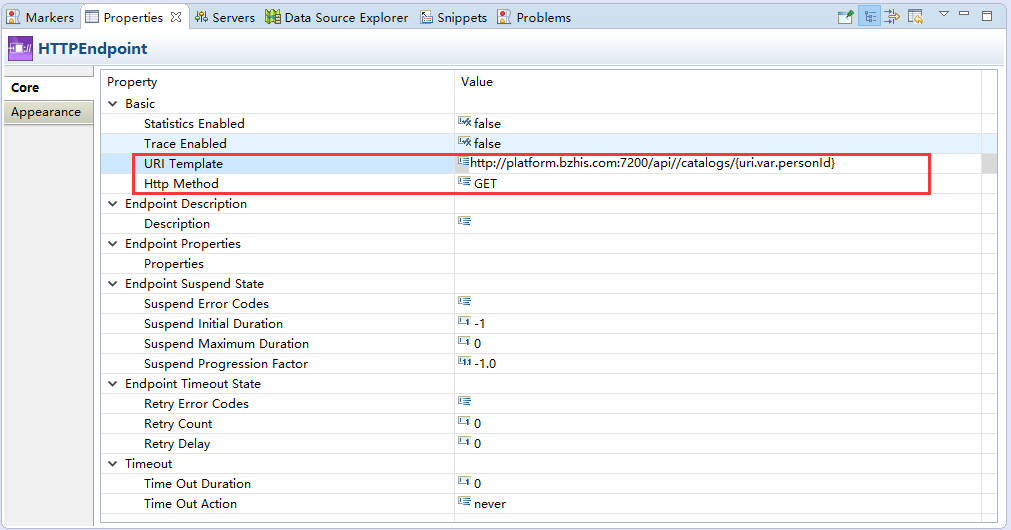 Markers Properties Servers Data Source Explorer Snippets Problems
HTTPEndpoint
Core
Appearance
Property Value
Basic
Statistics Enabled false
Trace Enabled false
URI Template http://platform.bzhis.com:7200/api//catalogs/{uri.var.personId}
Http Method GET
Endpoint Description
Description
Endpoint Properties
Properties
Endpoint Suspend State
Suspend Error Codes
Suspend Initial Duration -1
Suspend Maximum Duration 0
Suspend Progression Factor -1.0
Endpoint Timeout State
Retry Error Codes
Retry Count 0
Retry Delay 0
Timeout
Time Out Duration 0
Time Out Action never